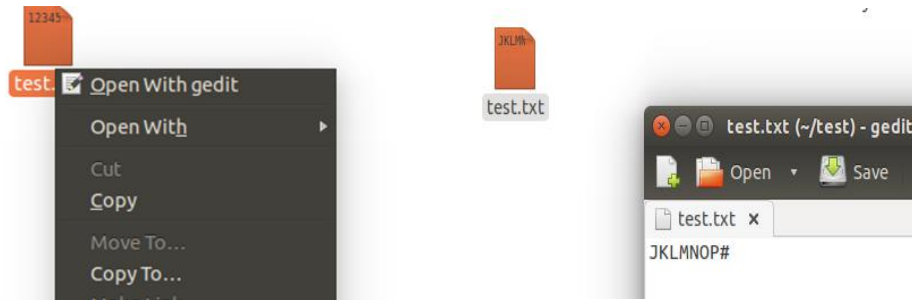 12345
test.
Open With gedit
Open With
Cut
Copy
Move To...
Copy To...
JKLMN
test.txt
test.txt (~/test) - gedit
Open
Save
test.txt x
JKLMNOP#